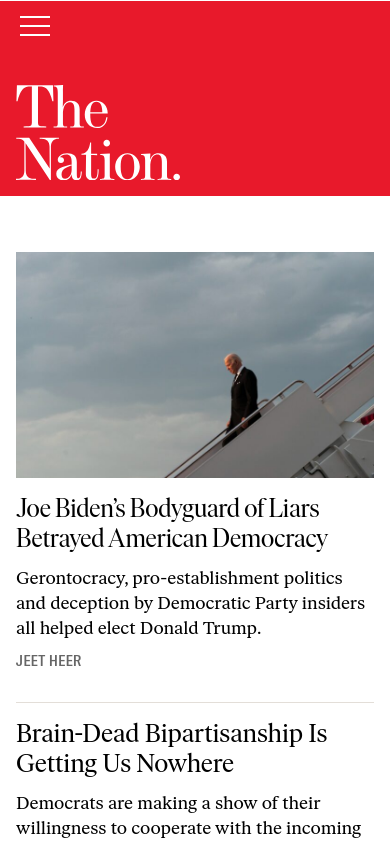 The
Nation.
Joe Biden’s Bodyguard of Liars
Betrayed American Democracy
Gerontocracy, pro-establishment politics
and deception by Democratic Party insiders
all helped elect Donald Trump.
JEET HEER
Brain-Dead Bipartisanship Is
Getting Us Nowhere
Democrats are making a show of their
willingness to cooperate with the incoming